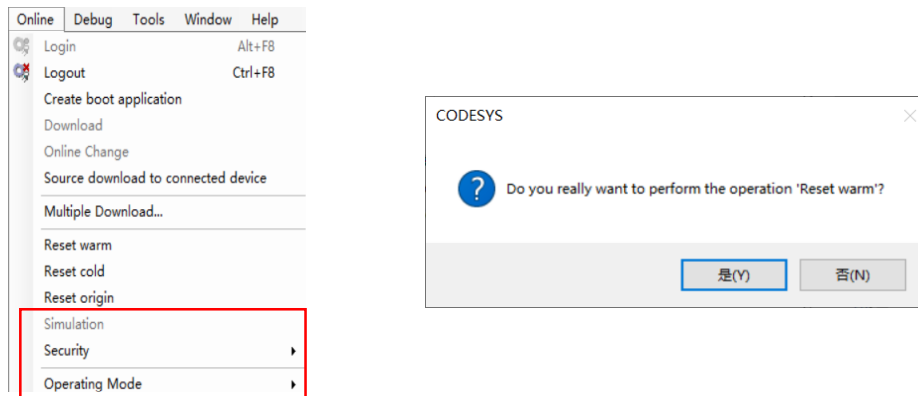 Online Debug Tools Window Help
Login Alt+F8
Logout Ctrl+F8
Create boot application
Download
Online Change
Source download to connected device
Multiple Download...
Reset warm
Reset cold
Reset origin
Simulation
Security
Operating Mode
CODESYS
Do you really want to perform the operation 'Reset warm'?
是(Y) 否(N)